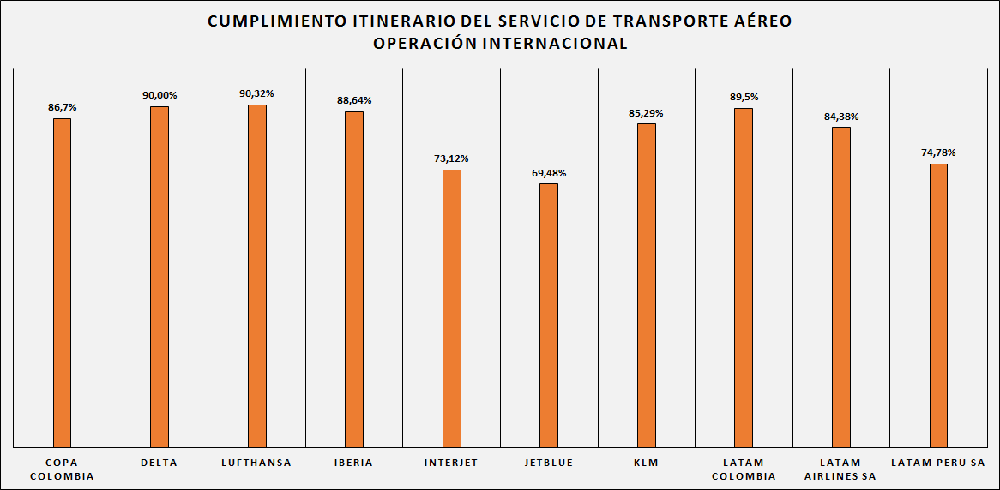 CUMPLIMIENTO ITINERARIO DEL SERVICIO DE TRANSPORTE AÉREO
OPERACIÓN INTERNACIONAL
86,7%
90,00%
90,32%
88,64%
73,12%
69,48%
85,29%
89,5%
84,38%
74,78%
COPA
COLOMBIA
DELTA
LUFTHANSA
IBERIA
INTERJET
JETBLUE
KLM
LATAM
COLOMBIA
LATAM
AIRLINES SA
LATAM PERU SA